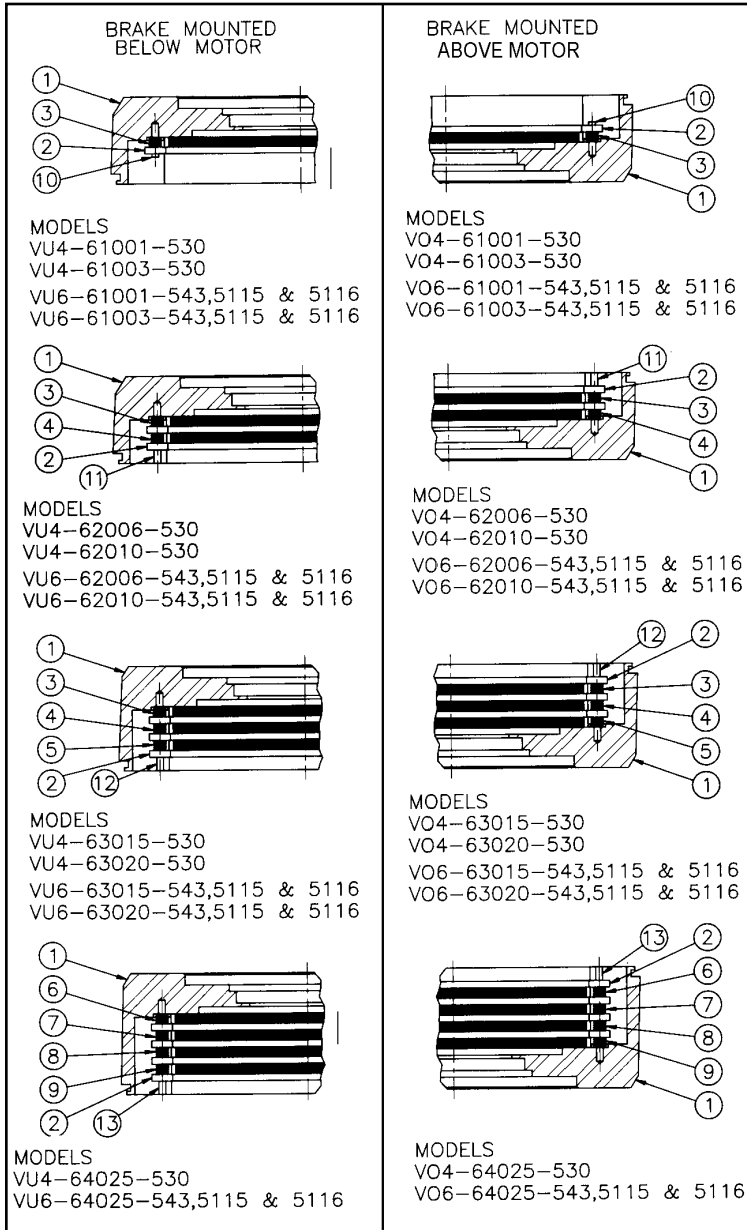 BRAKE MOUNTED
BELOW MOTOR
1
3
2
10
MODELS
VU4-61001-530
VU4-61003-530
VU6-61001-543,5115 & 5116
VU6-61003-543,5115 & 5116
1
3
4
2
11
MODELS
VU4-62006-530
VU4-62010-530
VU6-62006-543,5115 & 5116
VU6-62010-543,5115 & 5116
1
3
4
5
2
12
MODELS
VU4-63015-530
VU4-63020-530
VU6-63015-543,5115 & 5116
VU6-63020-543,5115 & 5116
1
6
7
8
9
2
13
MODELS
VU4-64025-530
VU6-64025-543,5115 & 5116
BRAKE MOUNTED
ABOVE MOTOR
10
2
3
1
MODELS
VO4-61001-530
VO4-61003-530
VO6-61001-543,5115 & 5116
VO6-61003-543,5115 & 5116
11
2
3
4
1
MODELS
VO4-62006-530
VO4-62010-530
VO6-62006-543,5115 & 5116
VO6-62010-543,5115 & 5116
12
2
3
4
5
1
MODELS
VO4-63015-530
VO4-63020-530
VO6-63015-543,5115 & 5116
VO6-63020-543,5115 & 5116
13
2
6
7
8
9
1
MODELS
VO4-64025-530
VO6-64025-543,5115 & 5116